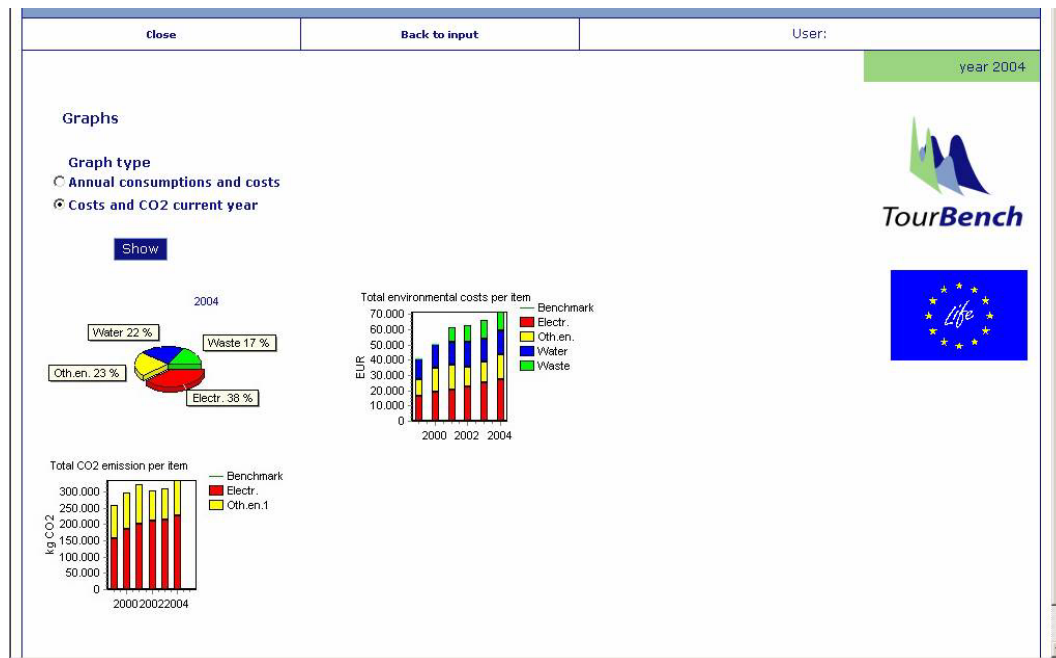 Close
Back to input
User:
year 2004
Graphs
Graph type
Annual consumptions and costs
Costs and CO2 current year
Show
TourBench
Life
2004
Water 22 %
Waste 17 %
Oth.en. 23 %
Electr. 38 %
Total environmental costs per item
EUR
70.000
60.000
50.000
40.000
30.000
20.000
10.000
0
2000 2002 2004
Benchmark
Electr.
Oth.en.
Water
Waste
Total CO2 emission per item
kg CO2
300.000
250.000
200.000
150.000
100.000
50.000
0
2000 2002 2004
Benchmark
Electr.
Oth.en.1